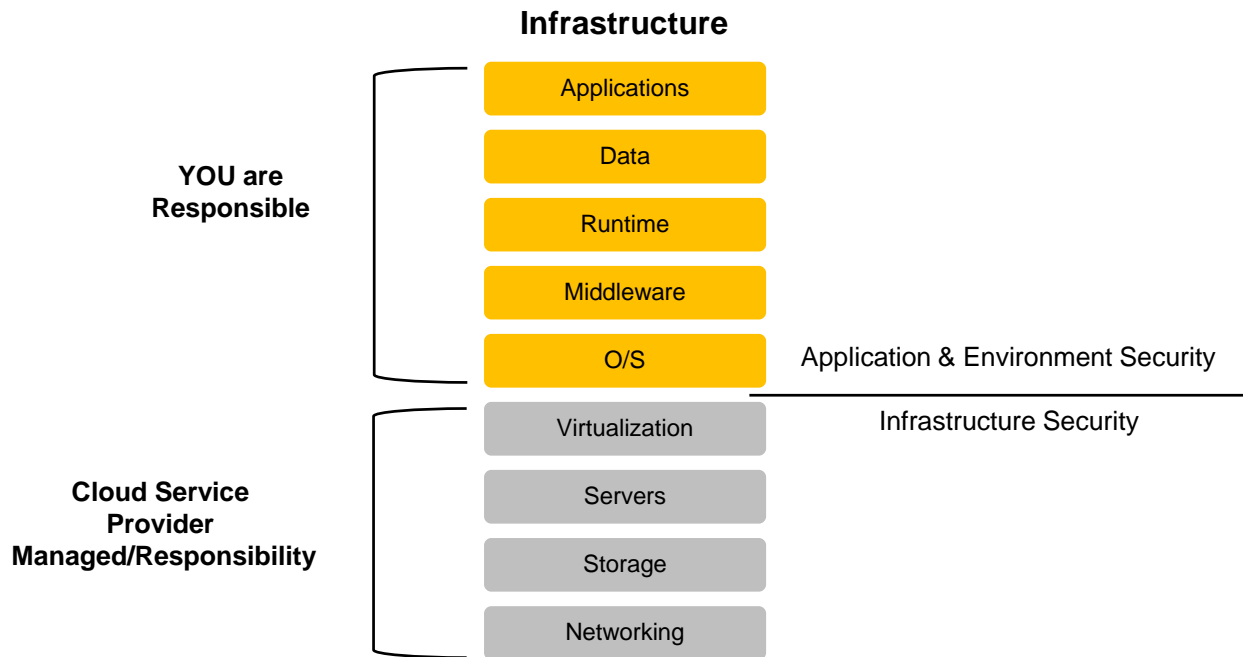 Infrastructure
Applications
Data
YOU are
Responsible
Runtime
Middleware
O/S
Application & Environment Security
Virtualization
Infrastructure Security
Cloud Service
Provider
Managed/Responsibility
Servers
Storage
Networking